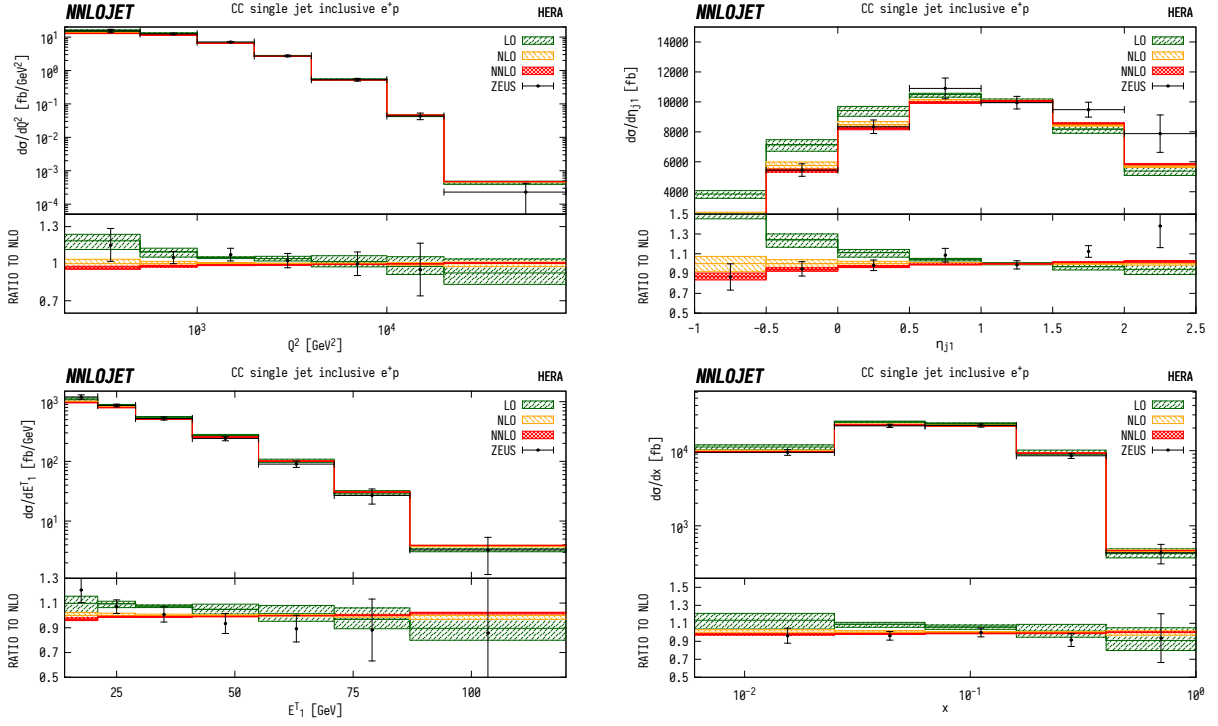 NNLOJET CC single jet inclusive e⁺p HERA
dσ/dQ² [fb/GeV²]
10¹
10⁰
10⁻¹
10⁻²
10⁻³
10⁻⁴
LO
NLO
NNLO
ZEUS
RATIO TO NLO
1.3
1
0.7
10³ 10⁴
Q² [GeV²]
NNLOJET CC single jet inclusive e⁺p HERA
dσ/dη_j1 [fb]
14000
12000
10000
8000
6000
4000
LO
NLO
NNLO
ZEUS
RATIO TO NLO
1.5
1.3
1.1
0.9
0.7
0.5
-1 -0.5 0 0.5 1 1.5 2 2.5
η_j1
NNLOJET CC single jet inclusive e⁺p HERA
dσ/dE^T_1 [fb/GeV]
10³
10²
10¹
LO
NLO
NNLO
ZEUS
RATIO TO NLO
1.3
1.1
0.9
0.7
0.5
25 50 75 100
E^T_1 [GeV]
NNLOJET CC single jet inclusive e⁺p HERA
dσ/dx [fb]
10⁴
10³
LO
NLO
NNLO
ZEUS
RATIO TO NLO
1.5
1.3
1.1
0.9
0.7
0.5
10⁻² 10⁻¹ 10⁰
x